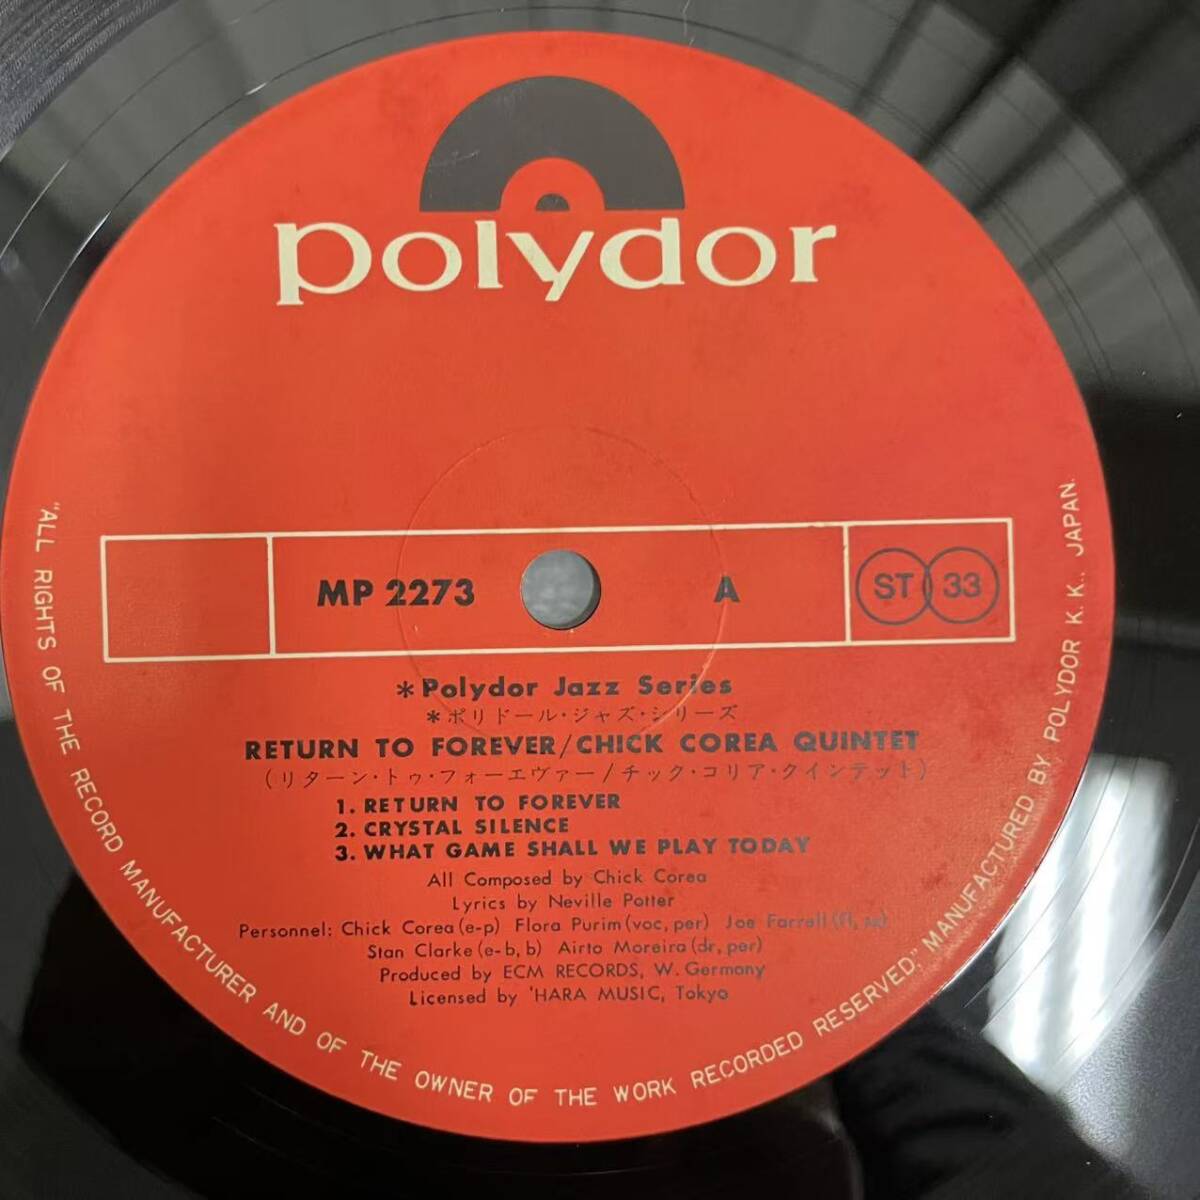 polydor
MP 2273 A ST 33
*Polydor Jazz Series
*ポリドール・ジャズ・シリーズ
RETURN TO FOREVER/CHICK COREA QUINTET
(リターン・トゥ・フォーエヴァー/チック・コリア・クインテット)
1. RETURN TO FOREVER
2. CRYSTAL SILENCE
3. WHAT GAME SHALL WE PLAY TODAY
All Composed by Chick Corea
Lyrics by Neville Potter
Personnel: Chick Corea (e-p) Flora Purim (voc, per) Joe Farrell (fl, ss)
Stan Clarke (e-b, b) Airto Moreira (dr, per)
Produced by ECM RECORDS, W. Germany
Licensed by 'HARA MUSIC, Tokyo
"ALL RIGHTS OF THE RECORD MANUFACTURER AND OF THE OWNER OF THE WORK RECORDED RESERVED," MANUFACTURED BY POLYDOR K. K., JAPAN.